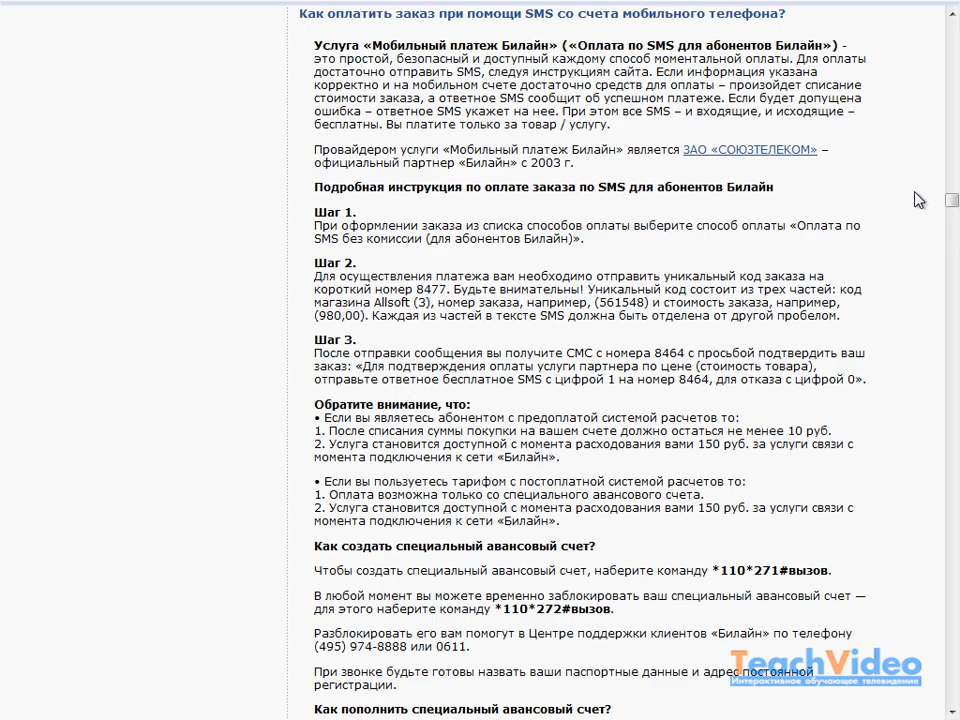 Как оплатить заказ при помощи SMS со счета мобильного телефона?
Услуга «Мобильный платеж Билайн» («Оплата по SMS для абонентов Билайн») -
это простой, безопасный и доступный каждому способ моментальной оплаты. Для оплаты
достаточно отправить SMS, следуя инструкциям сайта. Если информация указана
корректно и на мобильном счете достаточно средств для оплаты – произойдет списание
стоимости заказа, а ответное SMS сообщит об успешном платеже. Если будет допущена
ошибка – ответное SMS укажет на нее. При этом все SMS – и входящие, и исходящие –
бесплатны. Вы платите только за товар / услугу.
Провайдером услуги «Мобильный платеж Билайн» является ЗАО «СОЮЗТЕЛЕКОМ» –
официальный партнер «Билайн» с 2003 г.
Подробная инструкция по оплате заказа по SMS для абонентов Билайн
Шаг 1.
При оформлении заказа из списка способов оплаты выберите способ оплаты «Оплата по
SMS без комиссии (для абонентов Билайн)».
Шаг 2.
Для осуществления платежа вам необходимо отправить уникальный код заказа на
короткий номер 8477. Будьте внимательны! Уникальный код состоит из трех частей: код
магазина Allsoft (3), номер заказа, например, (561548) и стоимость заказа, например,
(980,00). Каждая из частей в тексте SMS должна быть отделена от другой пробелом.
Шаг 3.
После отправки сообщения вы получите СМС с номера 8464 с просьбой подтвердить ваш
заказ: «Для подтверждения оплаты услуги партнера по цене (стоимость товара),
отправьте ответное бесплатное SMS с цифрой 1 на номер 8464, для отказа с цифрой 0».
Обратите внимание, что:
• Если вы являетесь абонентом с предоплатой системой расчетов то:
1. После списания суммы покупки на вашем счете должно остаться не менее 10 руб.
2. Услуга становится доступной с момента расходования вами 150 руб. за услуги связи с
момента подключения к сети «Билайн».
• Если вы пользуетесь тарифом с постоплатной системой расчетов то:
1. Оплата возможна только со специального авансового счета.
2. Услуга становится доступной с момента расходования вами 150 руб. за услуги связи с
момента подключения к сети «Билайн».
Как создать специальный авансовый счет?
Чтобы создать специальный авансовый счет, наберите команду *110*271#вызов.
В любой момент вы можете временно заблокировать ваш специальный авансовый счет —
для этого наберите команду *110*272#вызов.
Разблокировать его вам помогут в Центре поддержки клиентов «Билайн» по телефону
(495) 974-8888 или 0611.
При звонке будьте готовы назвать ваши паспортные данные и адрес постоянной
регистрации.
TeachVideo
Интерактивное обучающее телевидение
Как пополнить специальный авансовый счет?